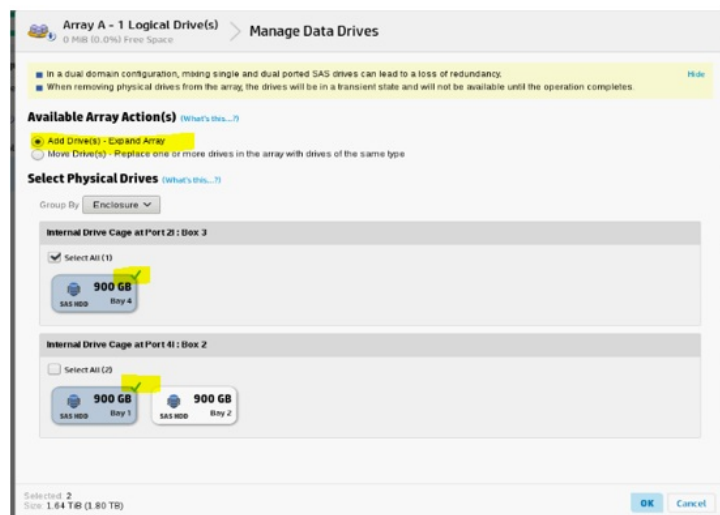 Array A - 1 Logical Drive(s)
0 MiB (0.0%) Free Space
Manage Data Drives
In a dual domain configuration, mixing single and dual ported SAS drives can lead to a loss of redundancy.
Hide
When removing physical drives from the array, the drives will be in a transient state and will not be available until the operation completes.
Available Array Action(s) (What's this...?)
Add Drive(s) - Expand Array
Move Drive(s) - Replace one or more drives in the array with drives of the same type
Select Physical Drives (What's this...?)
Group By Enclosure
Internal Drive Cage at Port 2I : Box 3
Select All (1)
900 GB
SAS HDD Bay 4
Internal Drive Cage at Port 4I : Box 2
Select All (2)
900 GB 900 GB
SAS HDD Bay 1 SAS HDD Bay 2
Selected: 2
Size: 1.64 TiB (1.80 TB)
OK Cancel